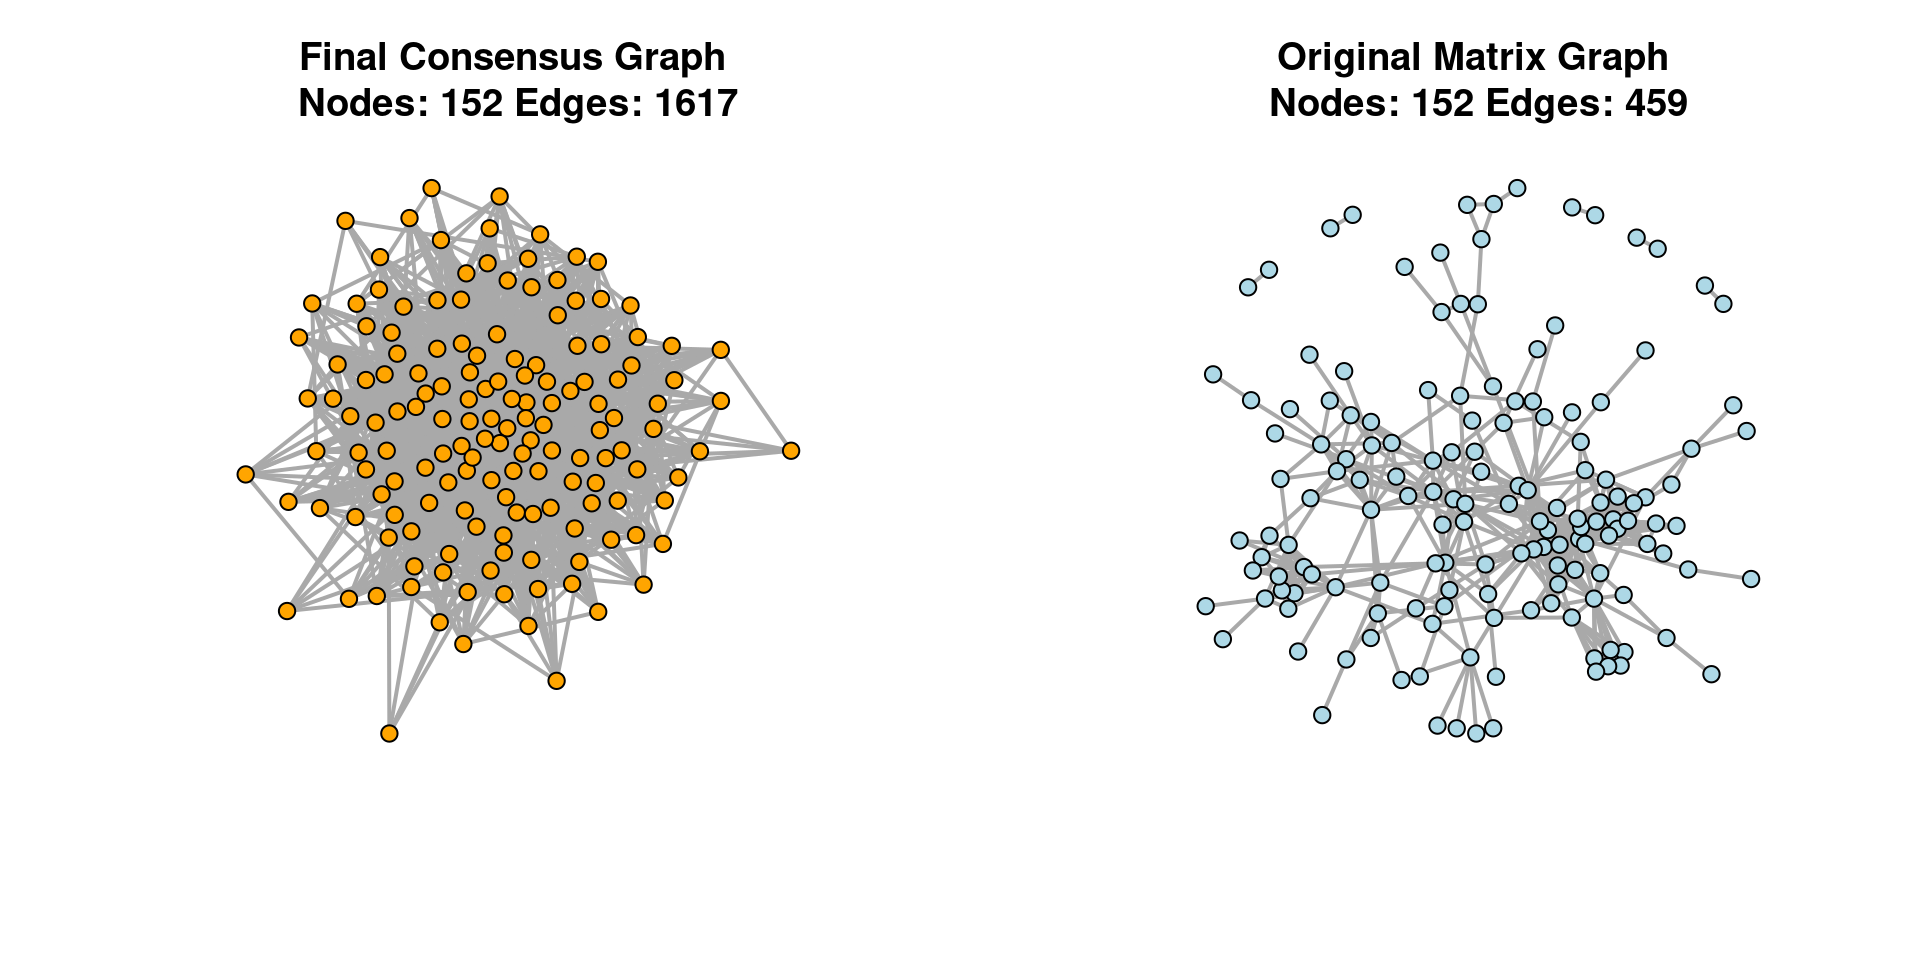 Final Consensus Graph
Nodes: 152 Edges: 1617
Original Matrix Graph
Nodes: 152 Edges: 459